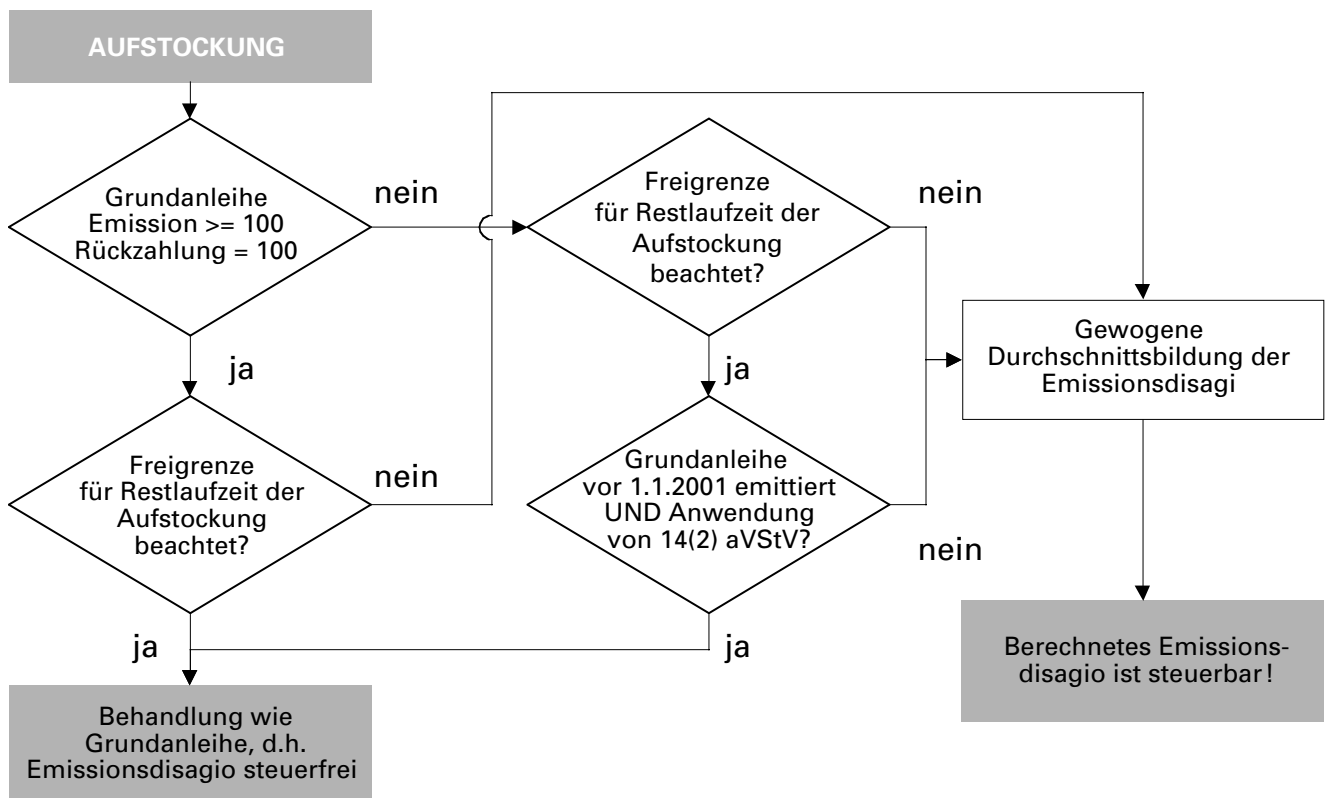 AUFSTOCKUNG
Grundanleihe
Emission >= 100
Rückzahlung = 100
nein
ja
Freigrenze
für Restlaufzeit der
Aufstockung
beachtet?
nein
Freigrenze
für Restlaufzeit der
Aufstockung
beachtet?
nein
ja
Grundanleihe
vor 1.1.2001 emittiert
UND Anwendung
von 14(2) aVStV?
nein
ja
ja
Gewogene
Durchschnittsbildung der
Emissionsdisagi
Berechnetes Emissions-
disagio ist steuerbar!
Behandlung wie
Grundanleihe, d.h.
Emissionsdisagio steuerfrei